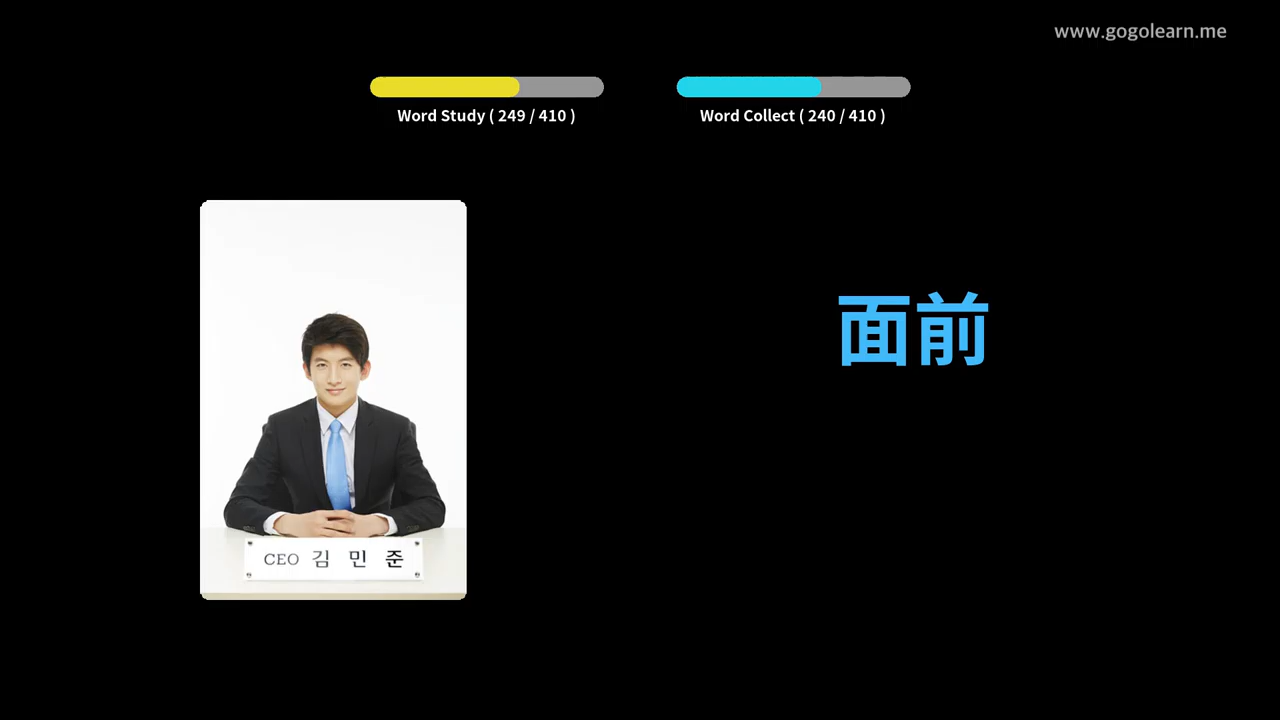 www.gogolearn.me
Word Study ( 249 / 410 )
Word Collect ( 240 / 410 )
面前
CEO 김 민 준